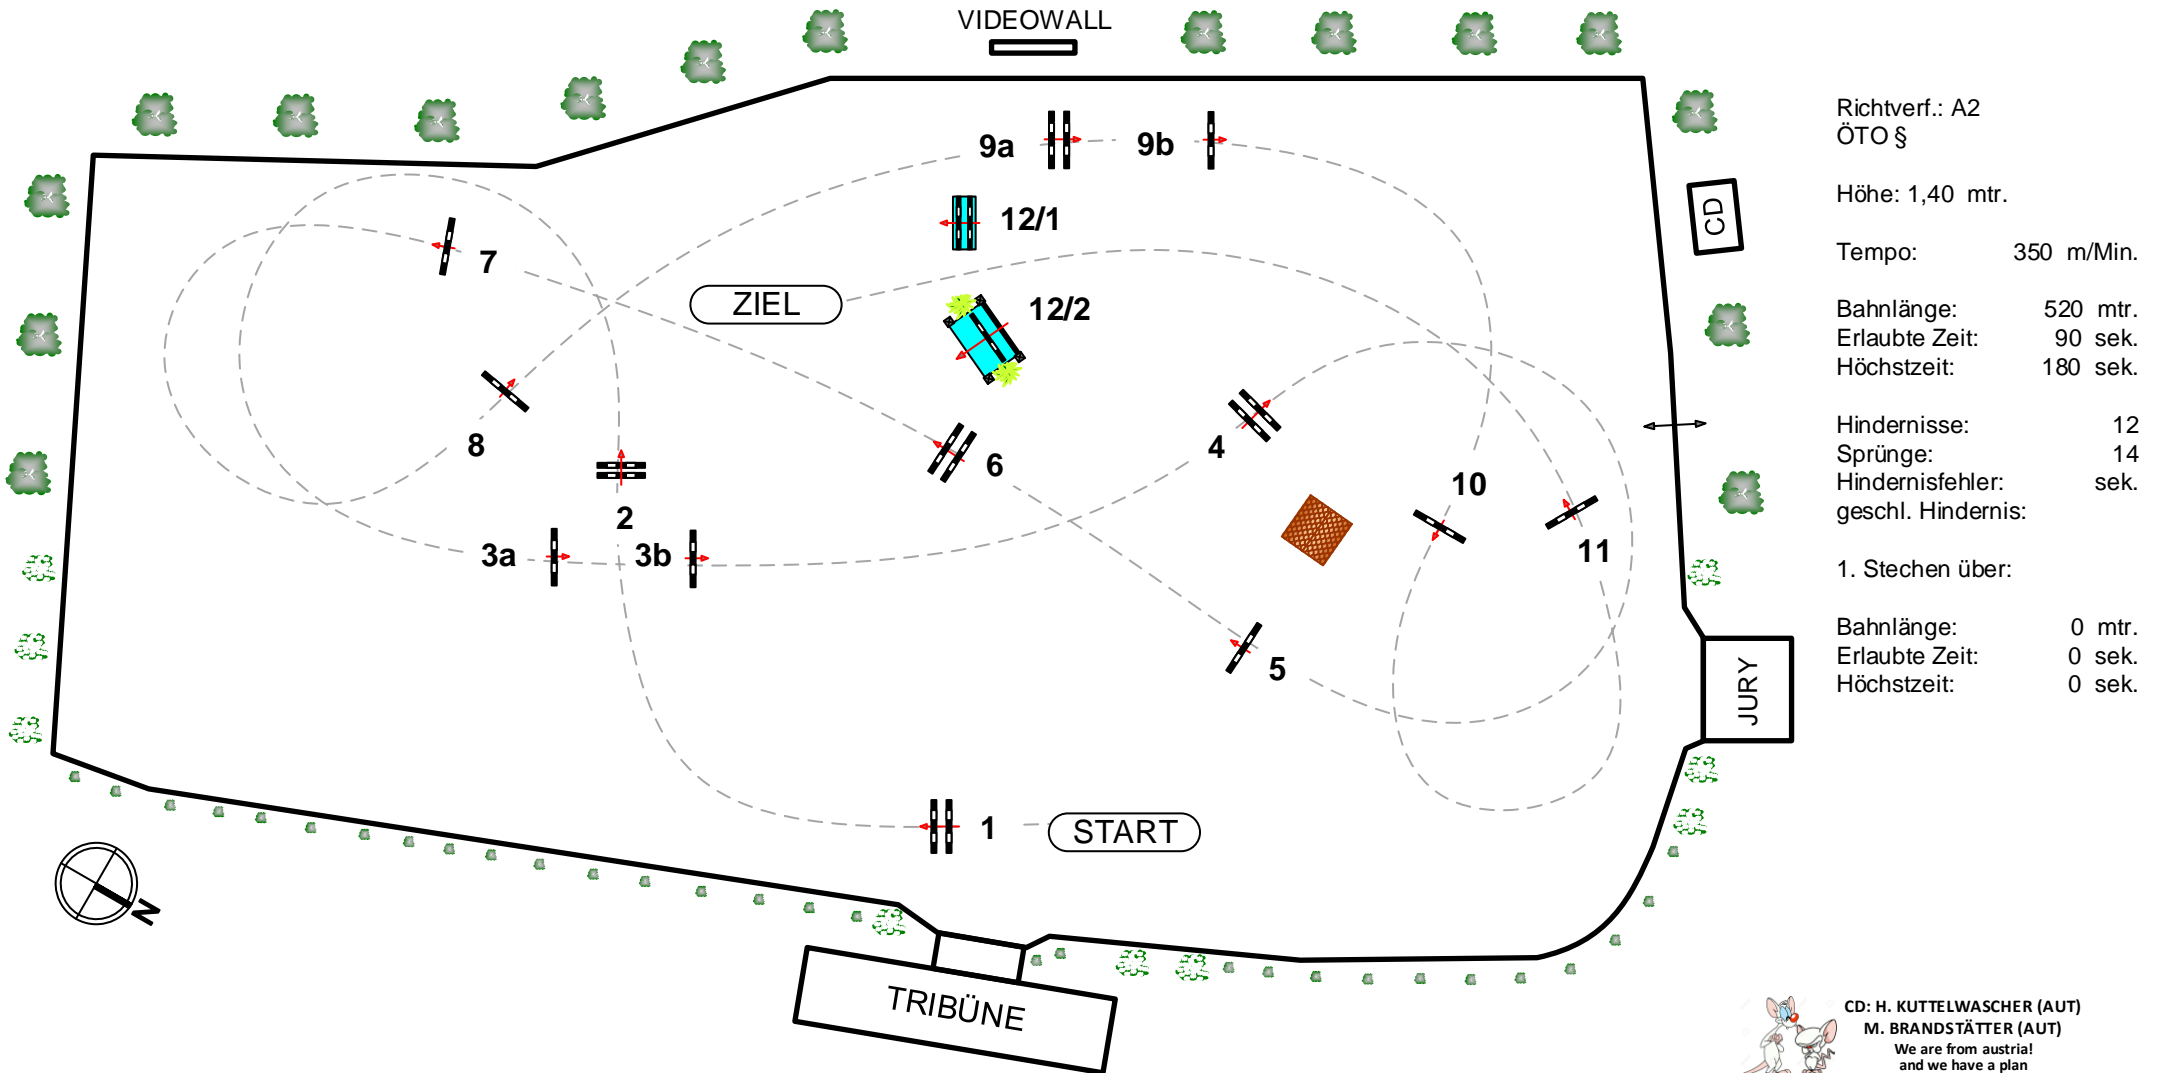 VIDEOWALL
9a
9b
12/1
7
ZIEL
12/2
8
4
6
10
2
3a
3b
11
5
1
START
CD
JURY
N
TRIBÜNE
Richtverf.: A2
ÖTO §
Höhe: 1,40 mtr.
Tempo: 350 m/Min.
Bahnlänge: 520 mtr.
Erlaubte Zeit: 90 sek.
Höchstzeit: 180 sek.
Hindernisse: 12
Sprünge: 14
Hindernisfehler: sek.
geschl. Hindernis:
1. Stechen über:
Bahnlänge: 0 mtr.
Erlaubte Zeit: 0 sek.
Höchstzeit: 0 sek.
CD: H. KUTTELWASCHER (AUT)
M. BRANDSTÄTTER (AUT)
We are from austria!
and we have a plan